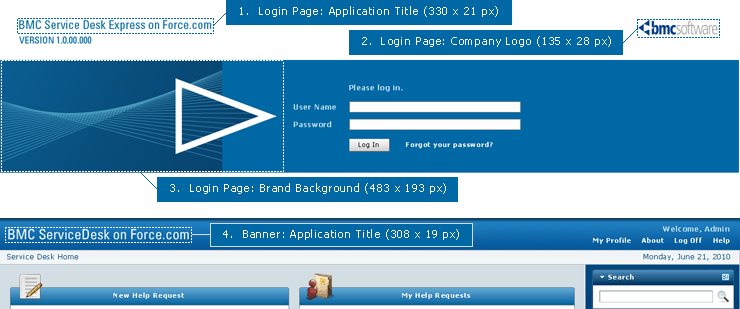 1. Login Page: Application Title (330 x 21 px)
BMC Service Desk Express on Force.com
VERSION 1.0.00.000
2. Login Page: Company Logo (135 x 28 px)
bmcsoftware
Please log in.
User Name
Password
Log In
Forgot your password?
3. Login Page: Brand Background (483 x 193 px)
BMC ServiceDesk on Force.com
4. Banner: Application Title (308 x 19 px)
Welcome, Admin
My Profile About Log Off Help
Service Desk Home
Monday, June 21, 2010
Search
New Help Request
My Help Requests